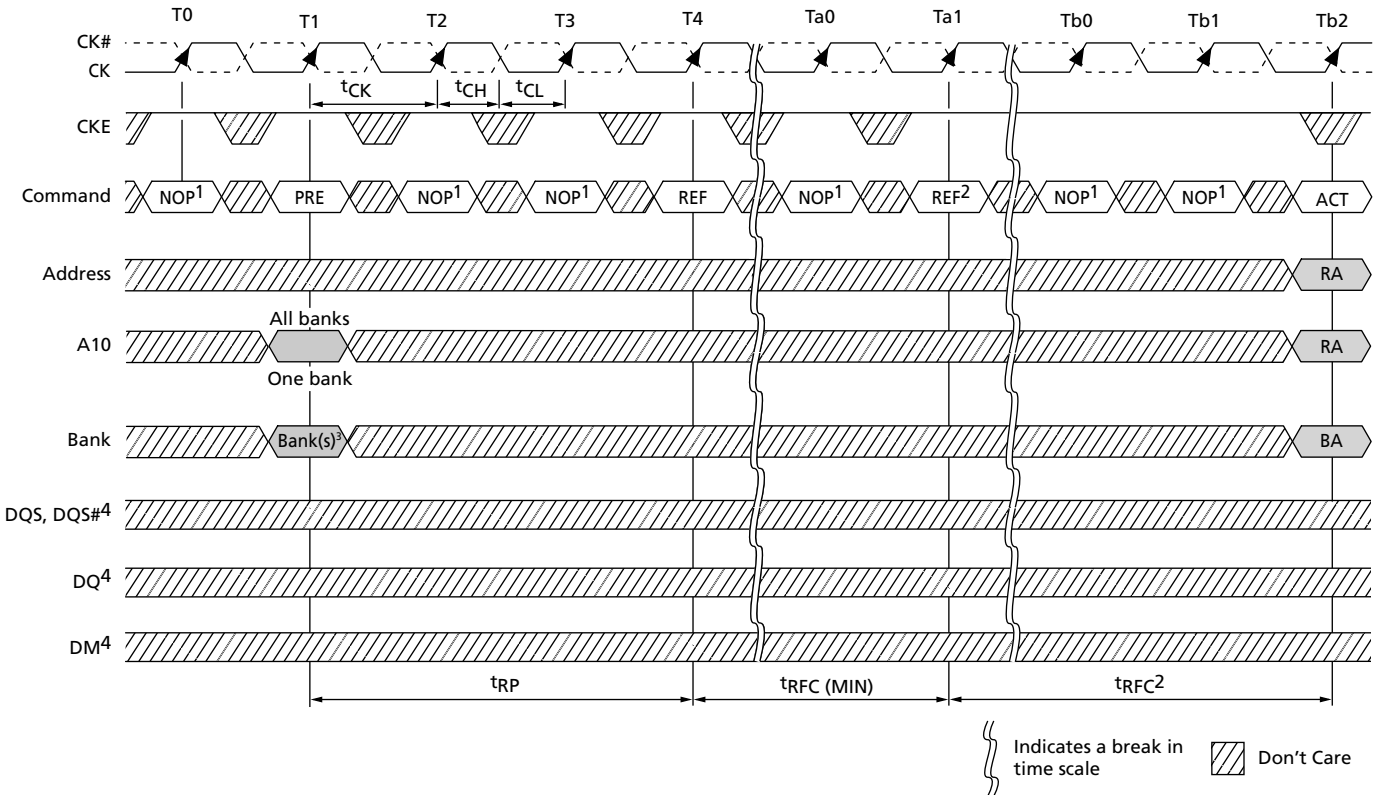 T0 T1 T2 T3 T4 Ta0 Ta1 Tb0 Tb1 Tb2
CK#
CK
tCK tCH tCL
CKE
Command NOP1 PRE NOP1 NOP1 REF NOP1 REF2 NOP1 NOP1 ACT
Address RA
All banks
A10 RA
One bank
Bank Bank(s)3 BA
DQS, DQS#4
DQ4
DM4
tRP tRFC (MIN) tRFC2
Indicates a break in
time scale
Don't Care